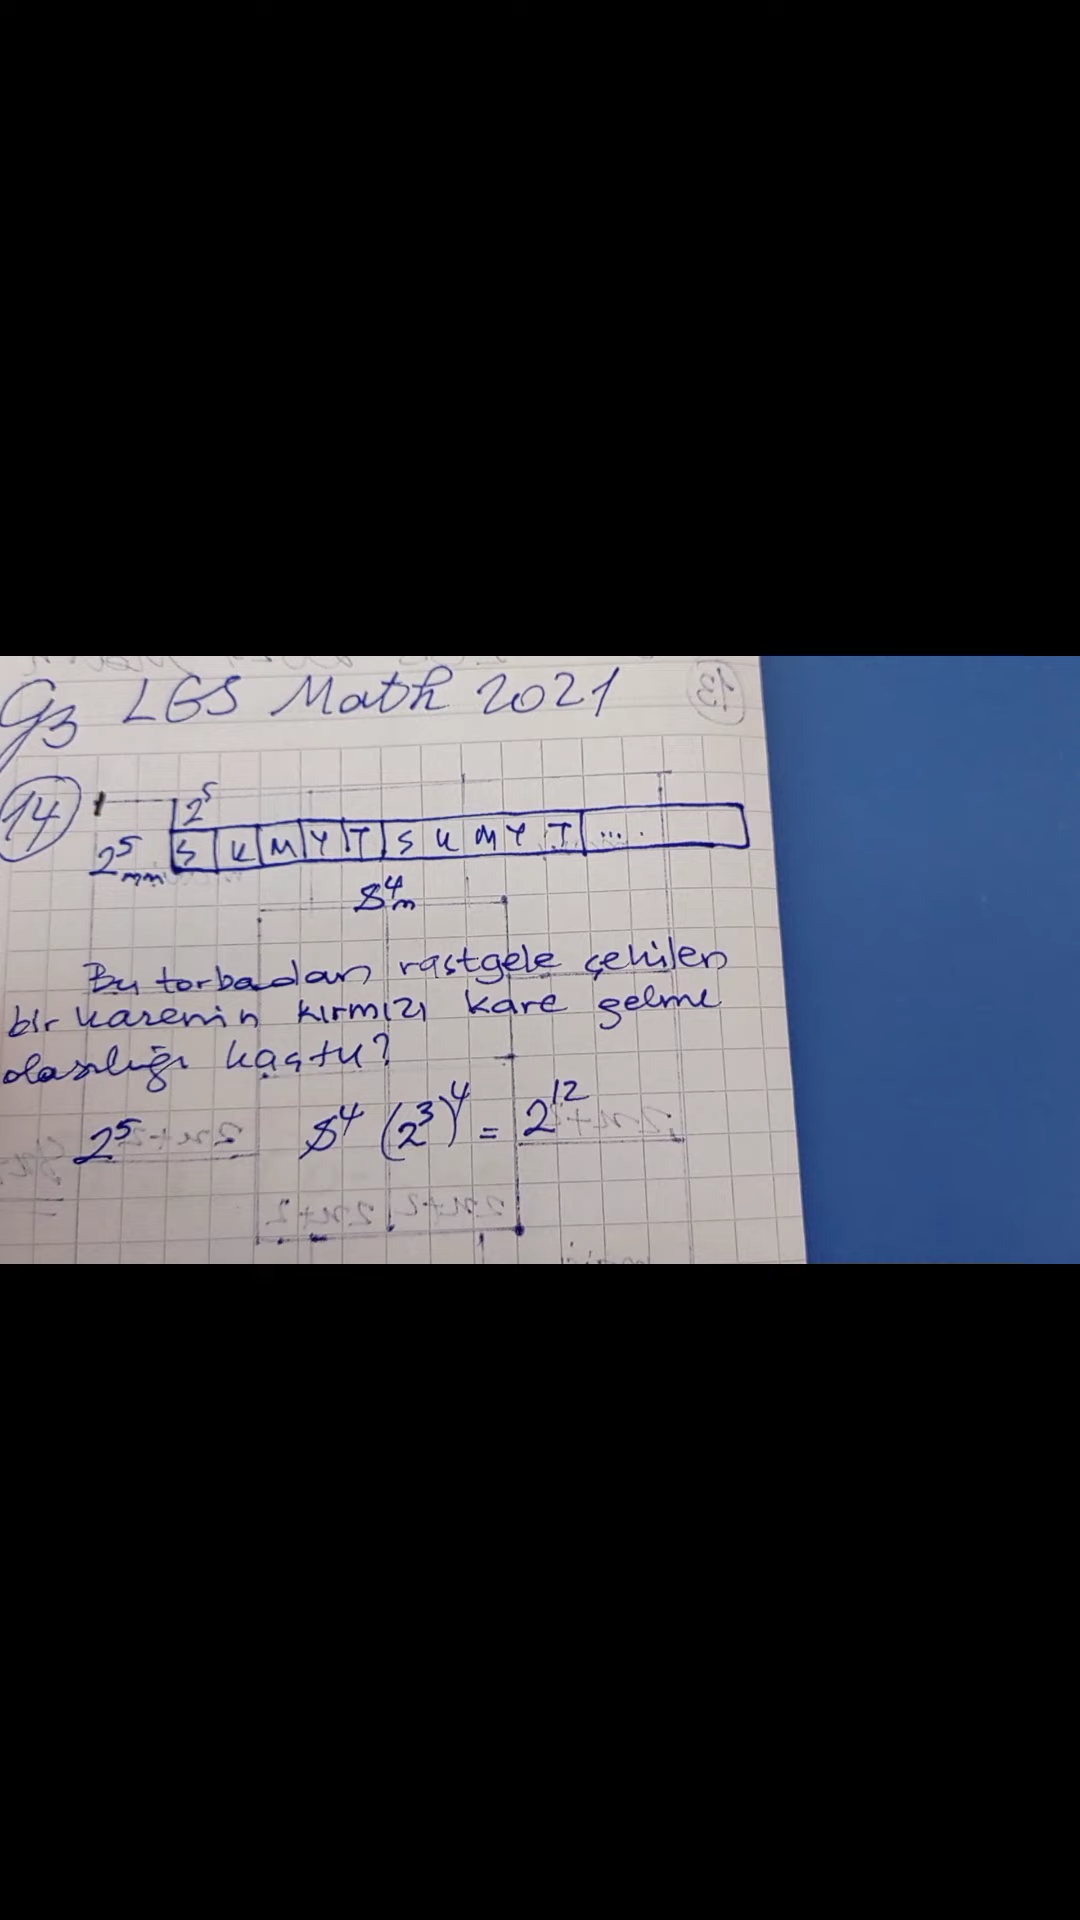 G3 LGS Math 2021
14
2⁵
2⁵ mm S K M Y T S K M Y T ....
8⁴ m
Bu torbadan rastgele çekilen
bir karenin kırmızı kare gelme
olasılığı kaçtır?
2⁵ 8⁴ (2³)⁴ = 2¹²